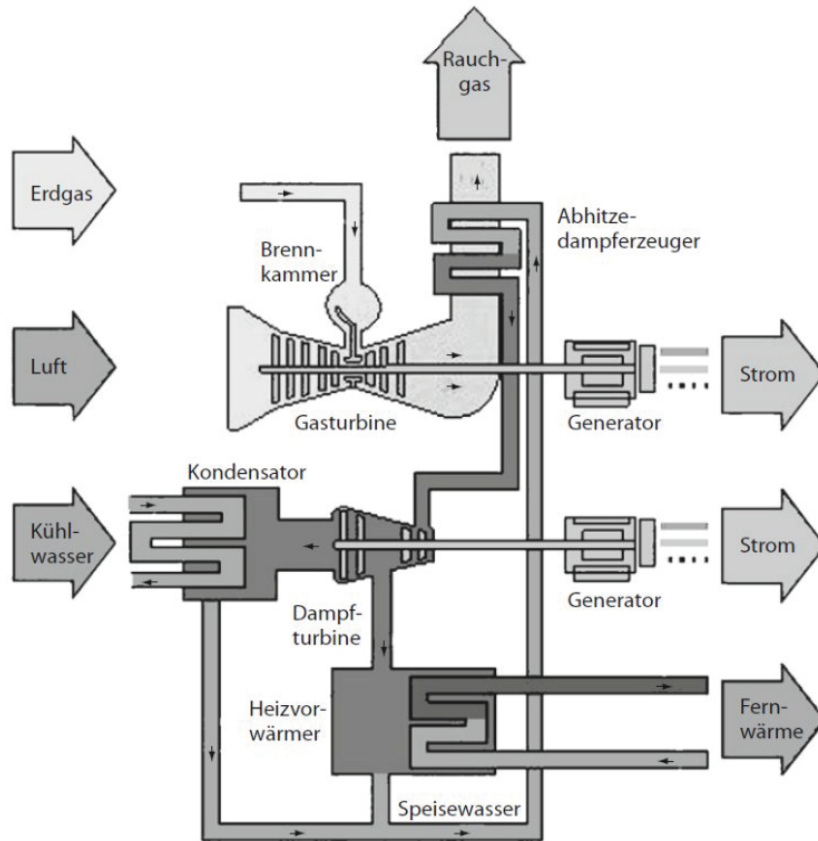 Rauch-
gas
Erdgas
Abhitze-
dampferzeuger
Brenn-
kammer
Luft
Strom
Gasturbine
Generator
Kondensator
Kühl-
wasser
Strom
Generator
Dampf-
turbine
Heizvor-
wärmer
Fern-
wärme
Speisewasser